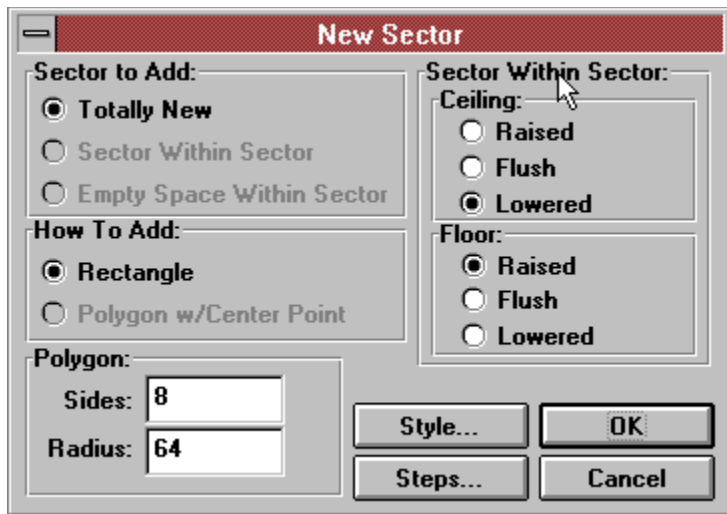 New Sector
Sector to Add:
Totally New
Sector Within Sector
Empty Space Within Sector
How To Add:
Rectangle
Polygon w/Center Point
Polygon:
Sides: 8
Radius: 64
Sector Within Sector:
Ceiling:
Raised
Flush
Lowered
Floor:
Raised
Flush
Lowered
Style... OK
Steps... Cancel